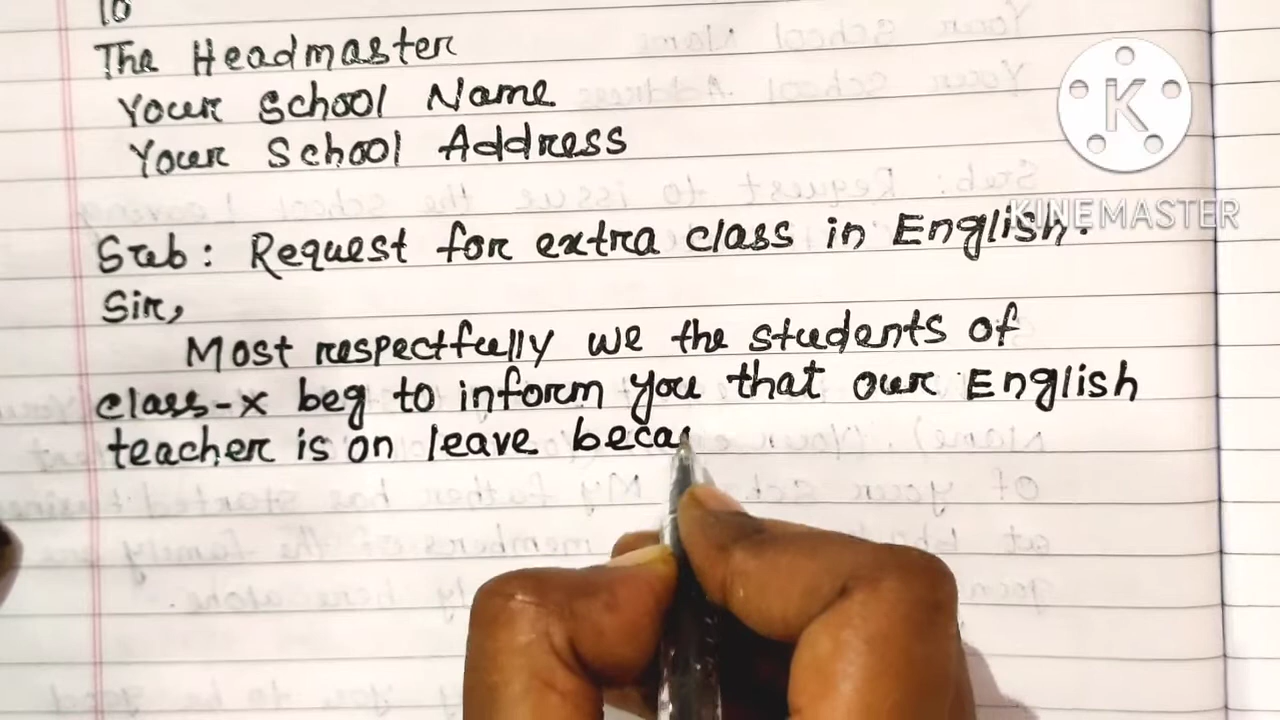 To
The Headmaster
Your School Name
Your School Address
K
KINEMASTER
Sub: Request for extra class in English.
Sir,
Most respectfully we the students of
class-x beg to inform you that our English
teacher is on leave beca